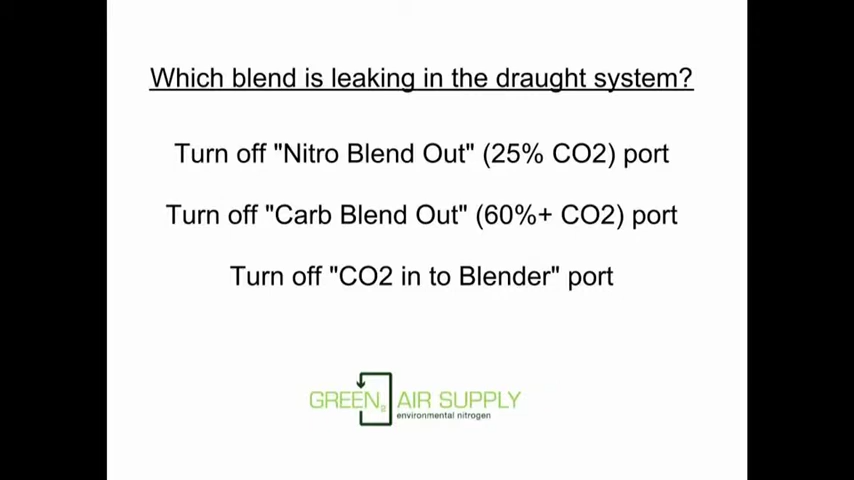 Which blend is leaking in the draught system?
Turn off "Nitro Blend Out" (25% CO2) port
Turn off "Carb Blend Out" (60%+ CO2) port
Turn off "CO2 in to Blender" port
GREEN2 AIR SUPPLY
environmental nitrogen